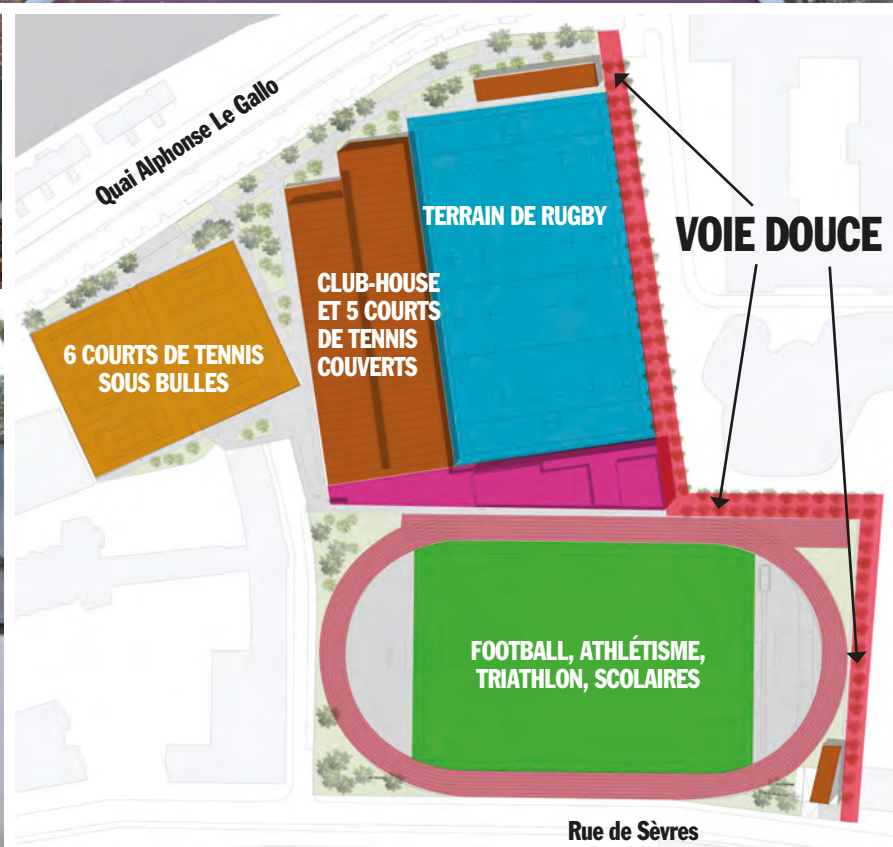 Quai Alphonse Le Gallo
TERRAIN DE RUGBY
VOIE DOUCE
CLUB-HOUSE
ET 5 COURTS
DE TENNIS
COUVERTS
6 COURTS DE TENNIS
SOUS BULLES
FOOTBALL, ATHLÉTISME,
TRIATHLON, SCOLAIRES
Rue de Sèvres